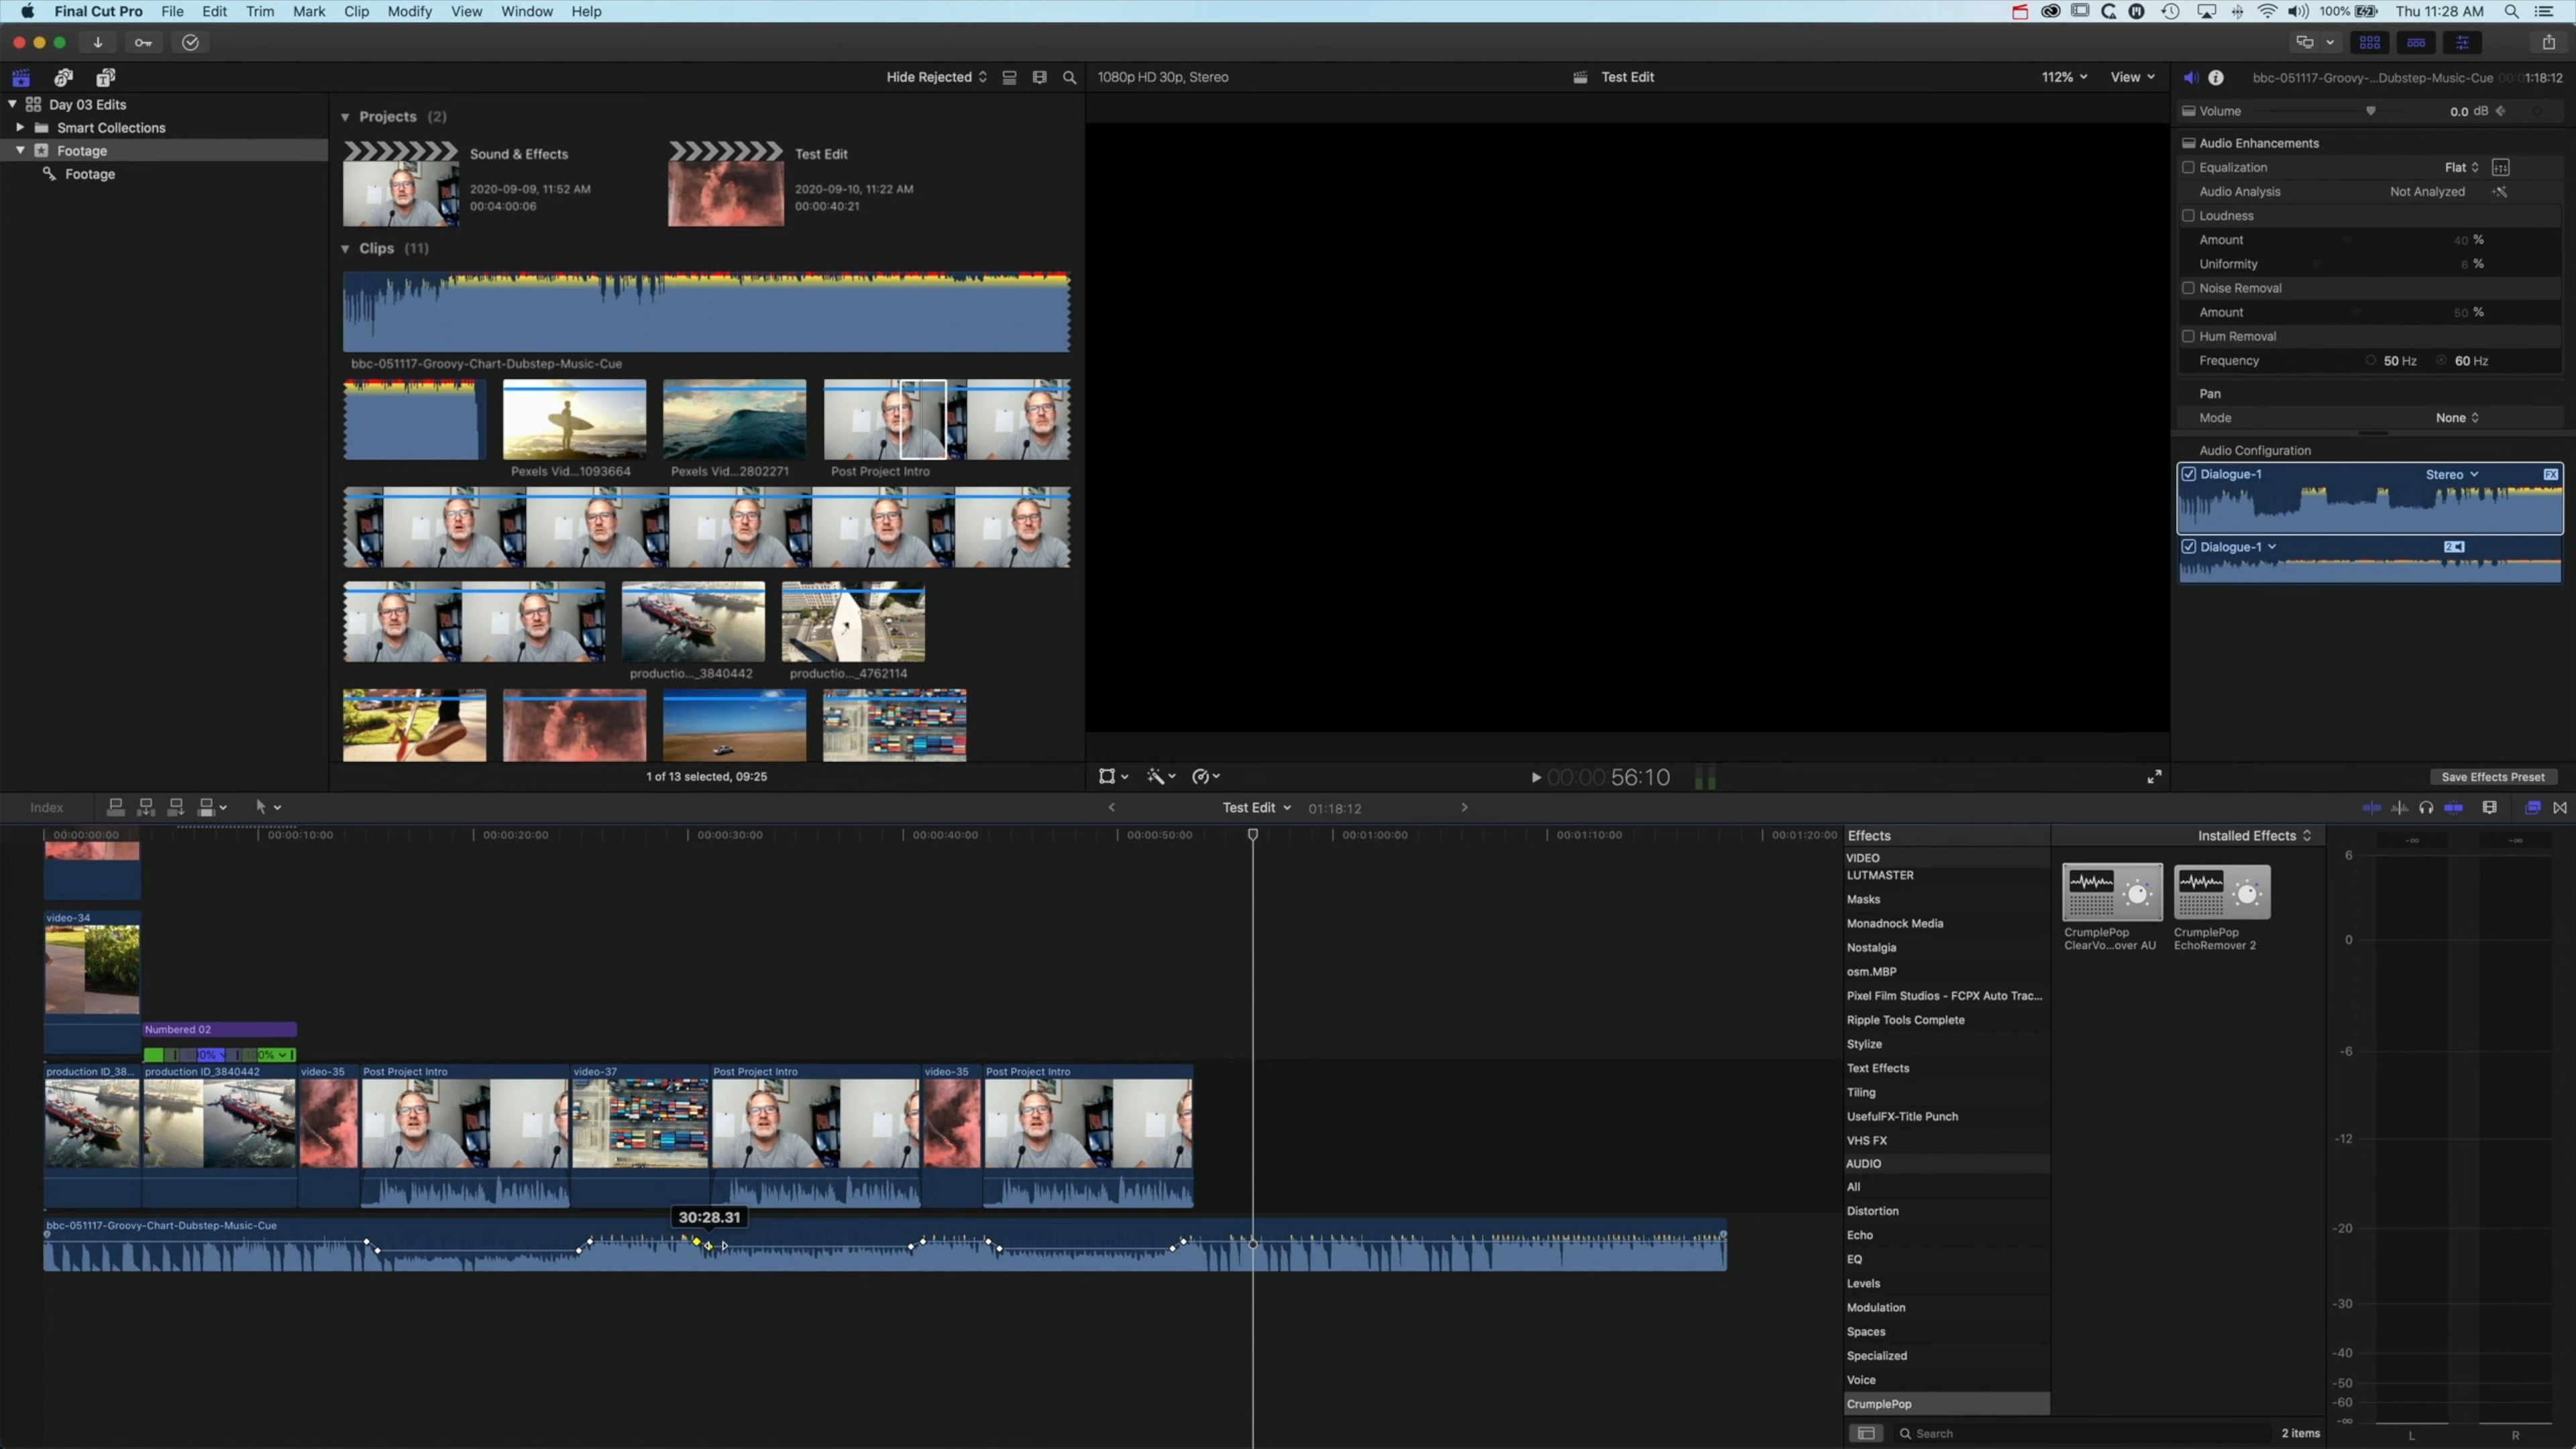 Final Cut Pro File Edit Trim Mark Clip Modify View Window Help 100% Thu 11:28 AM
Hide Rejected 1080p HD 30p, Stereo Test Edit 112% View bbc-051117-Groovy-...Dubstep-Music-Cue 1:18:12
Day 03 Edits
Smart Collections
Footage
Footage
Projects (2)
Sound & Effects
2020-09-09, 11:52 AM
00:04:00:06
Test Edit
2020-09-10, 11:22 AM
00:00:40:21
Clips (11)
bbc-051117-Groovy-Chart-Dubstep-Music-Cue
Pexels Vid...1093664 Pexels Vid...2802271 Post Project Intro
productio..._3840442 productio..._4762114
1 of 13 selected, 09:25
00:00:00:56:10
Volume 0.0 dB
Audio Enhancements
Equalization Flat
Audio Analysis Not Analyzed
Loudness
Amount 40 %
Uniformity 6 %
Noise Removal
Amount 50 %
Hum Removal
Frequency 50 Hz 60 Hz
Pan
Mode None
Audio Configuration
Dialogue-1 Stereo FX
Dialogue-1 2
Save Effects Preset
Index Test Edit 01:18:12
00:00:00:00 00:00:10:00 00:00:20:00 00:00:30:00 00:00:40:00 00:00:50:00 00:01:00:00 00:01:10:00 00:01:20:00
video-34
Numbered 02
0% 0%
production ID_38... production ID_3840442 video-35 Post Project Intro video-37 Post Project Intro video-35 Post Project Intro
30:28.31
bbc-051117-Groovy-Chart-Dubstep-Music-Cue
Effects Installed Effects
VIDEO
LUTMASTER
Masks
Monadnock Media
Nostalgia
osm.MBP
Pixel Film Studios - FCPX Auto Trac...
Ripple Tools Complete
Stylize
Text Effects
Tiling
UsefulFX-Title Punch
VHS FX
AUDIO
All
Distortion
Echo
EQ
Levels
Modulation
Spaces
Specialized
Voice
CrumplePop
CrumplePop
ClearVo...over AU
CrumplePop
EchoRemover 2
Search 2 items
-∞ -∞
6
0
-6
-12
-20
-30
-40
-50
-60
-∞
L R